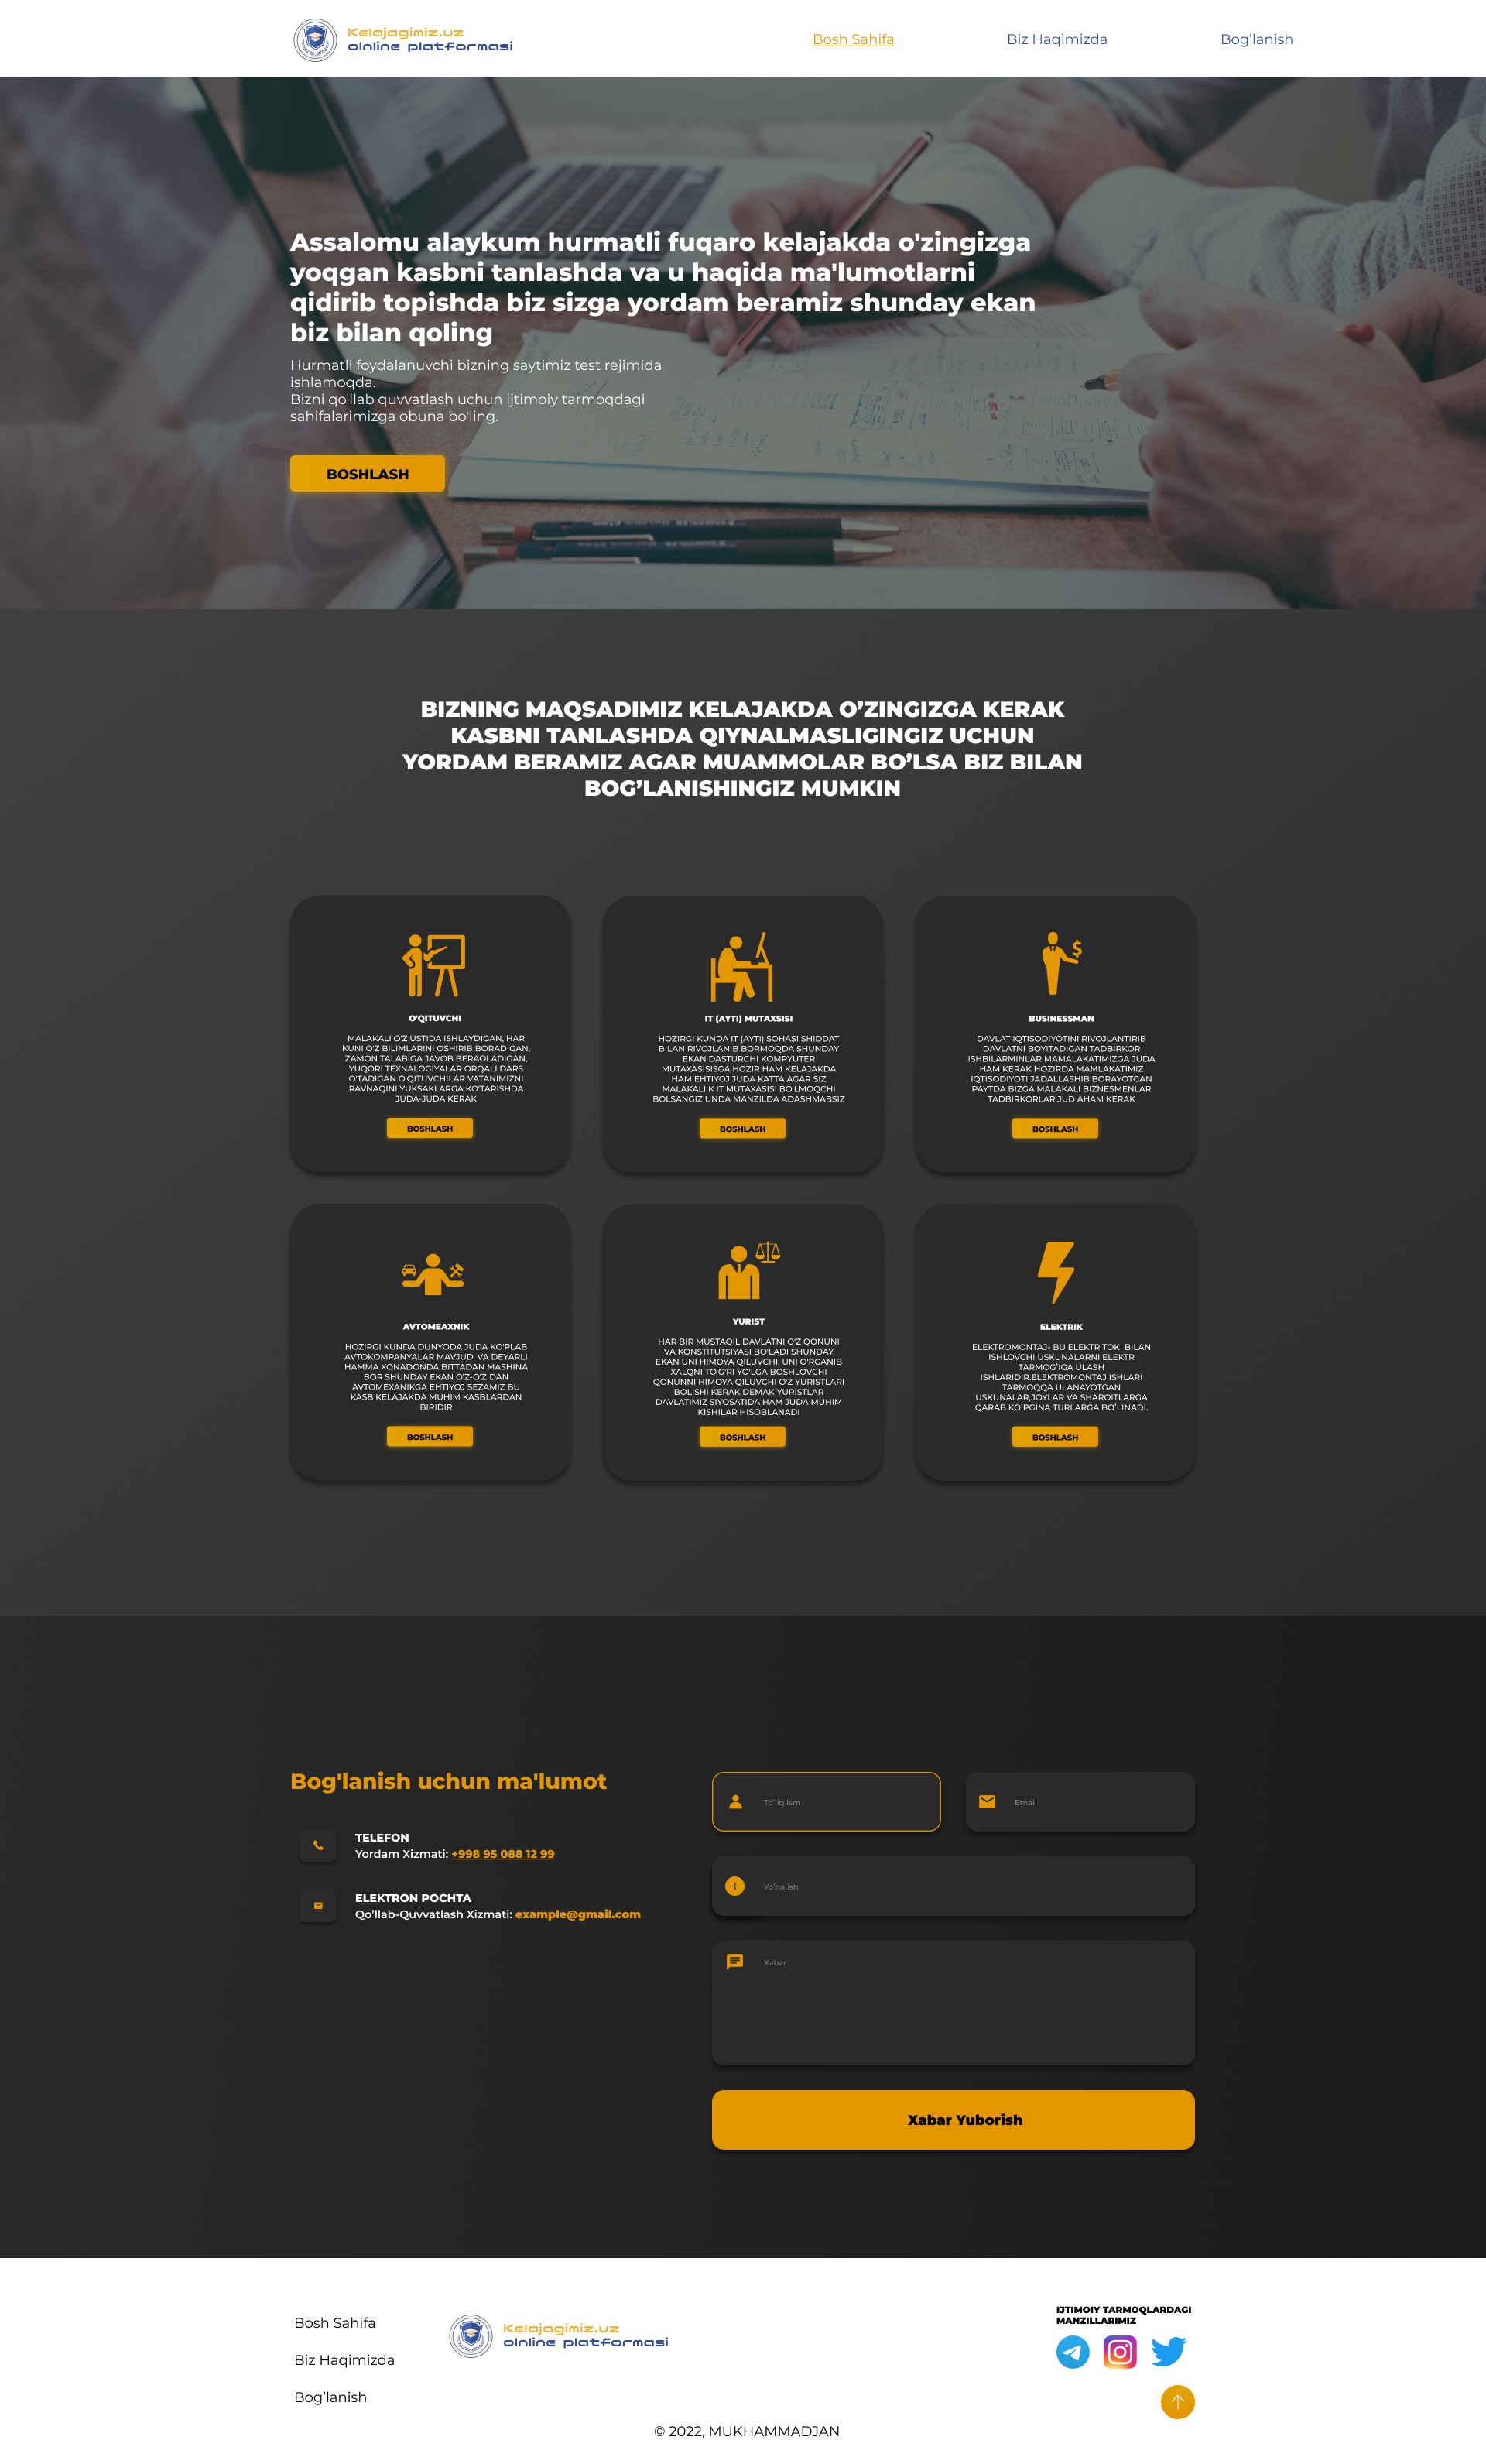 Kelajagimiz.uz
olnline platformasi
Bosh Sahifa
Biz Haqimizda
Bog’lanish
Assalomu alaykum hurmatli fuqaro kelajakda o'zingizga
yoqgan kasbni tanlashda va u haqida ma'lumotlarni
qidirib topishda biz sizga yordam beramiz shunday ekan
biz bilan qoling
Hurmatli foydalanuvchi bizning saytimiz test rejimida
ishlamoqda.
Bizni qo'llab quvvatlash uchun ijtimoiy tarmoqdagi
sahifalarimizga obuna bo'ling.
BOSHLASH
BIZNING MAQSADIMIZ KELAJAKDA O’ZINGIZGA KERAK
KASBNI TANLASHDA QIYNALMASLIGINGIZ UCHUN
YORDAM BERAMIZ AGAR MUAMMOLAR BO’LSA BIZ BILAN
BOG’LANISHINGIZ MUMKIN
O'QITUVCHI
MALAKALI O'Z USTIDA ISHLAYDIGAN, HAR
KUNI O'Z BILIMLARINI OSHIRIB BORADIGAN,
ZAMON TALABIGA JAVOB BERAOLADIGAN,
YUQORI TEXNALOGIYALAR ORQALI DARS
O'TADIGAN O'QITUVCHILAR VATANIMIZNI
RAVNAQINI YUKSAKLARGA KO'TARISHDA
JUDA-JUDA KERAK
BOSHLASH
IT (AYTI) MUTAXSISI
HOZIRGI KUNDA IT (AYTI) SOHASI SHIDDAT
BILAN RIVOJLANIB BORMOQDA SHUNDAY
EKAN DASTURCHI KOMPYUTER
MUTAXASISISGA HOZIR HAM KELAJAKDA
HAM EHTIYOJ JUDA KATTA AGAR SIZ
MALAKALI K IT MUTAXASISI BO'LMOQCHI
BOLSANGIZ UNDA MANZILDA ADASHMABSIZ
BOSHLASH
BUSINESSMAN
DAVLAT IQTISODIYOTINI RIVOJLANTIRIB
DAVLATNI BOYITADIGAN TADBIRKOR
ISHBILARMINLAR MAMALAKATIMIZGA JUDA
HAM KERAK HOZIRDA MAMLAKATIMIZ
IQTISODIYOTI JADALLASHIB BORAYOTGAN
PAYTDA BIZGA MALAKALI BIZNESMENLAR
TADBIRKORLAR JUD AHAM KERAK
BOSHLASH
AVTOMEAXNIK
HOZIRGI KUNDA DUNYODA JUDA KO'PLAB
AVTOKOMPANYALAR MAVJUD. VA DEYARLI
HAMMA XONADONDA BITTADAN MASHINA
BOR SHUNDAY EKAN O'Z-O'ZIDAN
AVTOMEXANIKGA EHTIYOJ SEZAMIZ BU
KASB KELAJAKDA MUHIM KASBLARDAN
BIRIDIR
BOSHLASH
YURIST
HAR BIR MUSTAQIL DAVLATNI O'Z QONUNI
VA KONSTITUTSIYASI BO'LADI SHUNDAY
EKAN UNI HIMOYA QILUVCHI, UNI O'RGANIB
XALQNI TO'G'RI YO'LGA BOSHLOVCHI
QONUNNI HIMOYA QILUVCHI O'Z YURISTLARI
BOLISHI KERAK DEMAK YURISTLAR
DAVLATIMIZ SIYOSATIDA HAM JUDA MUHIM
KISHILAR HISOBLANADI
BOSHLASH
ELEKTRIK
ELEKTROMONTAJ- BU ELEKTR TOKI BILAN
ISHLOVCHI USKUNALARNI ELEKTR
TARMOG’IGA ULASH
ISHLARIDIR.ELEKTROMONTAJ ISHLARI
TARMOQQA ULANAYOTGAN
USKUNALAR,JOYLAR VA SHAROITLARGA
QARAB KO’PGINA TURLARGA BO’LINADI.
BOSHLASH
Bog'lanish uchun ma'lumot
TELEFON
Yordam Xizmati: +998 95 088 12 99
ELEKTRON POCHTA
Qo’llab-Quvvatlash Xizmati: example@gmail.com
To’liq Ism
Email
Yo’nalish
Xabar
Xabar Yuborish
Bosh Sahifa
Biz Haqimizda
Bog’lanish
Kelajagimiz.uz
olnline platformasi
IJTIMOIY TARMOQLARDAGI
MANZILLARIMIZ
© 2022, MUKHAMMADJAN